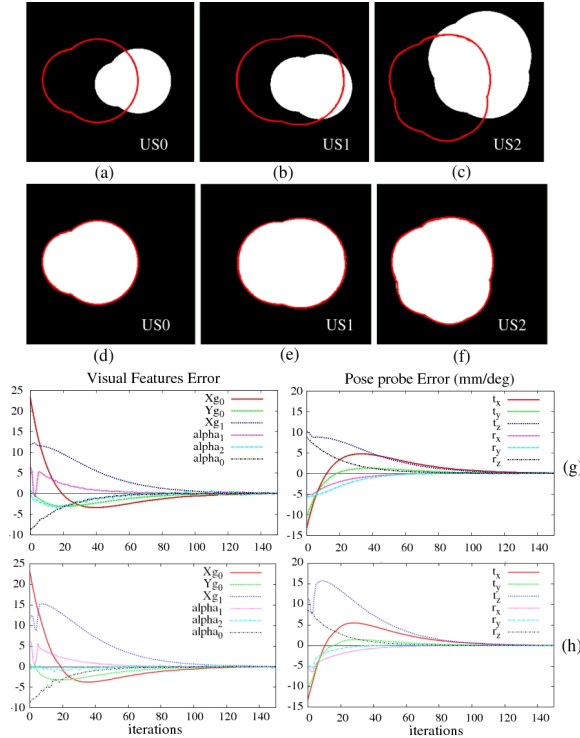 US0
US1
US2
(a)
(b)
(c)
US0
US1
US2
(d)
(e)
(f)
Visual Features Error
25
20
15
10
5
0
-5
-10
0
20
40
60
80
100
120
140
Xg0
Yg0
Xg1
alpha1
alpha2
alpha0
Pose probe Error (mm/deg)
20
15
10
5
0
-5
-10
-15
0
20
40
60
80
100
120
140
tx
ty
tz
rx
ry
rz
(g)
25
20
15
10
5
0
-5
-10
0
20
40
60
80
100
120
140
Xg0
Yg0
Xg1
alpha1
alpha2
alpha0
iterations
20
15
10
5
0
-5
-10
-15
0
20
40
60
80
100
120
140
tx
ty
tz
rx
ry
rz
iterations
(h)